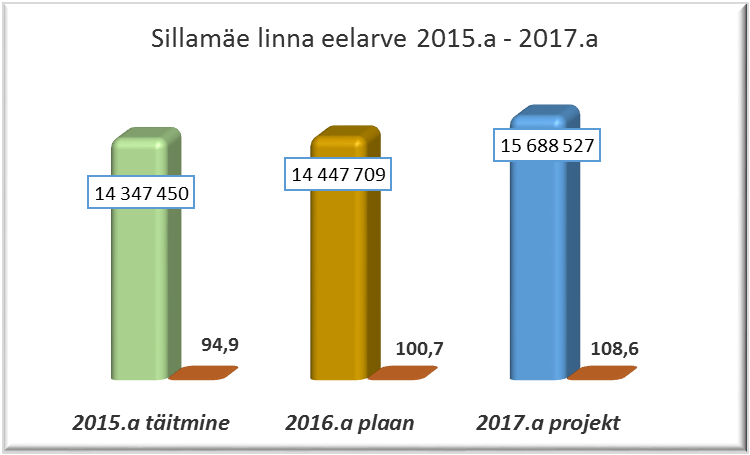 Sillamäe linna eelarve 2015.a - 2017.a
14 347 450
14 447 709
15 688 527
94,9
100,7
108,6
2015.a täitmine
2016.a plaan
2017.a projekt